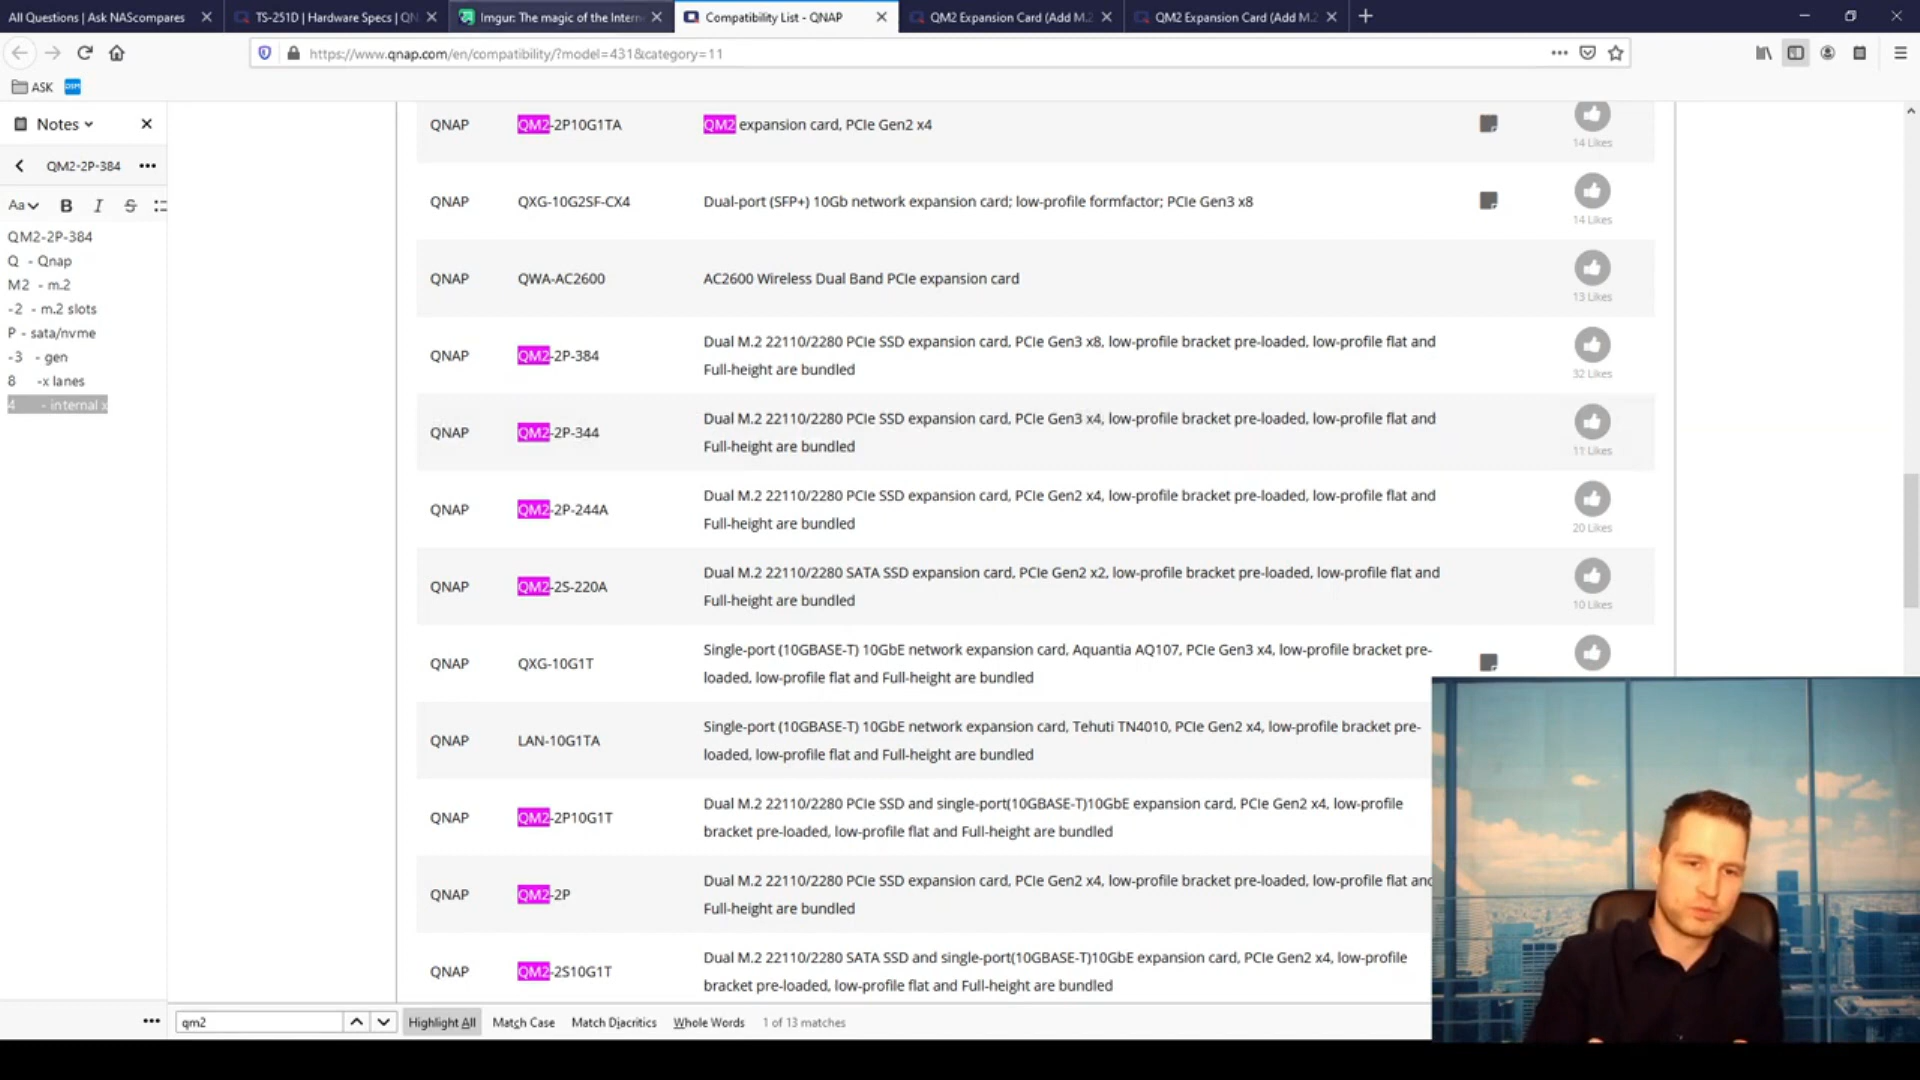 All Questions | Ask NAScompares
TS-251D | Hardware Specs | QN
Imgur: The magic of the Intern
Compatibility List - QNAP
QM2 Expansion Card (Add M.2
QM2 Expansion Card (Add M.2
https://www.qnap.com/en/compatibility/?model=431&category=11
ASK
DSM
Notes
QM2-2P-384
Aa B I S
QM2-2P-384
Q - Qnap
M2 - m.2
-2 - m.2 slots
P - sata/nvme
-3 - gen
8 -x lanes
4 - internal x
QNAP QM2-2P10G1TA QM2 expansion card, PCIe Gen2 x4
14 Likes
QNAP QXG-10G2SF-CX4 Dual-port (SFP+) 10Gb network expansion card; low-profile formfactor; PCIe Gen3 x8
14 Likes
QNAP QWA-AC2600 AC2600 Wireless Dual Band PCIe expansion card
13 Likes
QNAP QM2-2P-384 Dual M.2 22110/2280 PCIe SSD expansion card, PCIe Gen3 x8, low-profile bracket pre-loaded, low-profile flat and
Full-height are bundled
32 Likes
QNAP QM2-2P-344 Dual M.2 22110/2280 PCIe SSD expansion card, PCIe Gen3 x4, low-profile bracket pre-loaded, low-profile flat and
Full-height are bundled
11 Likes
QNAP QM2-2P-244A Dual M.2 22110/2280 PCIe SSD expansion card, PCIe Gen2 x4, low-profile bracket pre-loaded, low-profile flat and
Full-height are bundled
20 Likes
QNAP QM2-2S-220A Dual M.2 22110/2280 SATA SSD expansion card, PCIe Gen2 x2, low-profile bracket pre-loaded, low-profile flat and
Full-height are bundled
10 Likes
QNAP QXG-10G1T Single-port (10GBASE-T) 10GbE network expansion card, Aquantia AQ107, PCIe Gen3 x4, low-profile bracket pre-
loaded, low-profile flat and Full-height are bundled
QNAP LAN-10G1TA Single-port (10GBASE-T) 10GbE network expansion card, Tehuti TN4010, PCIe Gen2 x4, low-profile bracket pre-
loaded, low-profile flat and Full-height are bundled
QNAP QM2-2P10G1T Dual M.2 22110/2280 PCIe SSD and single-port(10GBASE-T)10GbE expansion card, PCIe Gen2 x4, low-profile
bracket pre-loaded, low-profile flat and Full-height are bundled
QNAP QM2-2P Dual M.2 22110/2280 PCIe SSD expansion card, PCIe Gen2 x4, low-profile bracket pre-loaded, low-profile flat and
Full-height are bundled
QNAP QM2-2S10G1T Dual M.2 22110/2280 SATA SSD and single-port(10GBASE-T)10GbE expansion card, PCIe Gen2 x4, low-profile
bracket pre-loaded, low-profile flat and Full-height are bundled
qm2 Highlight All Match Case Match Diacritics Whole Words 1 of 13 matches